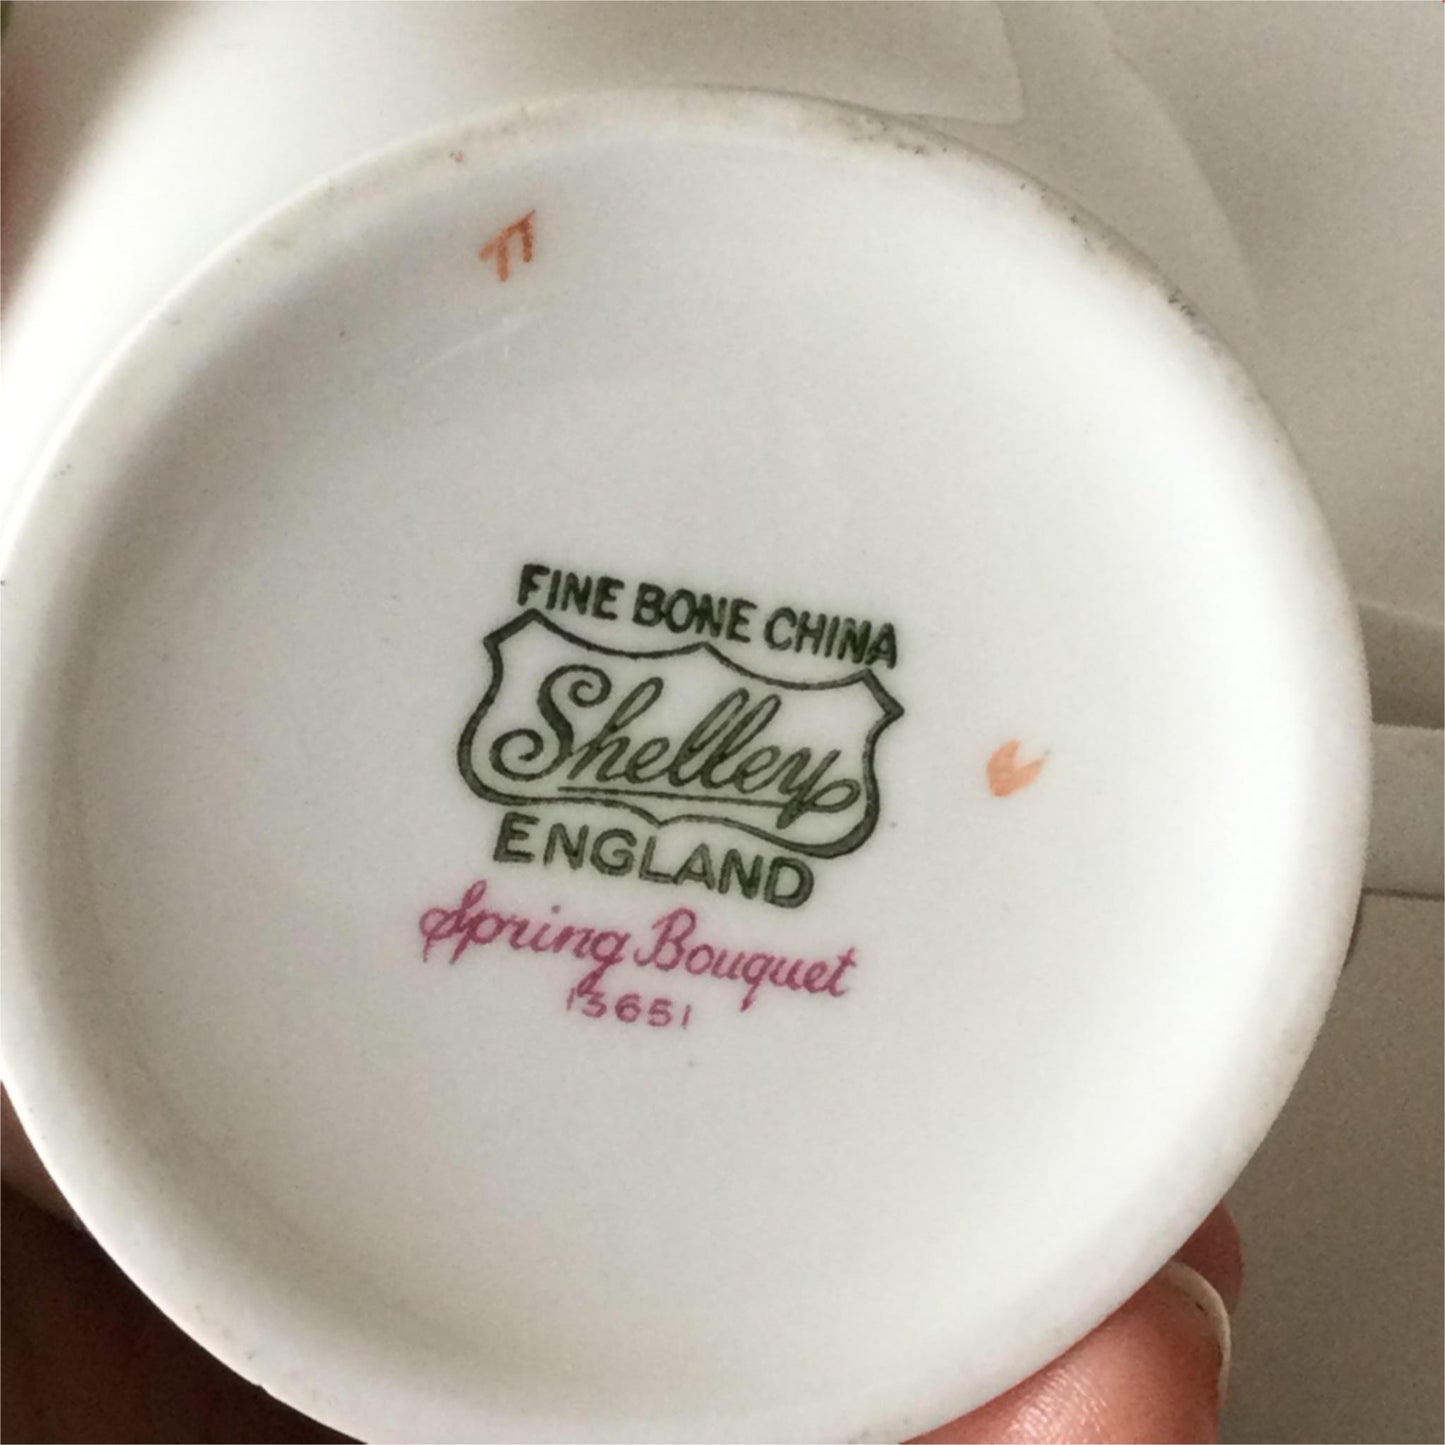 FINE BONE CHINA
Shelley
ENGLAND
Spring Bouquet
13651